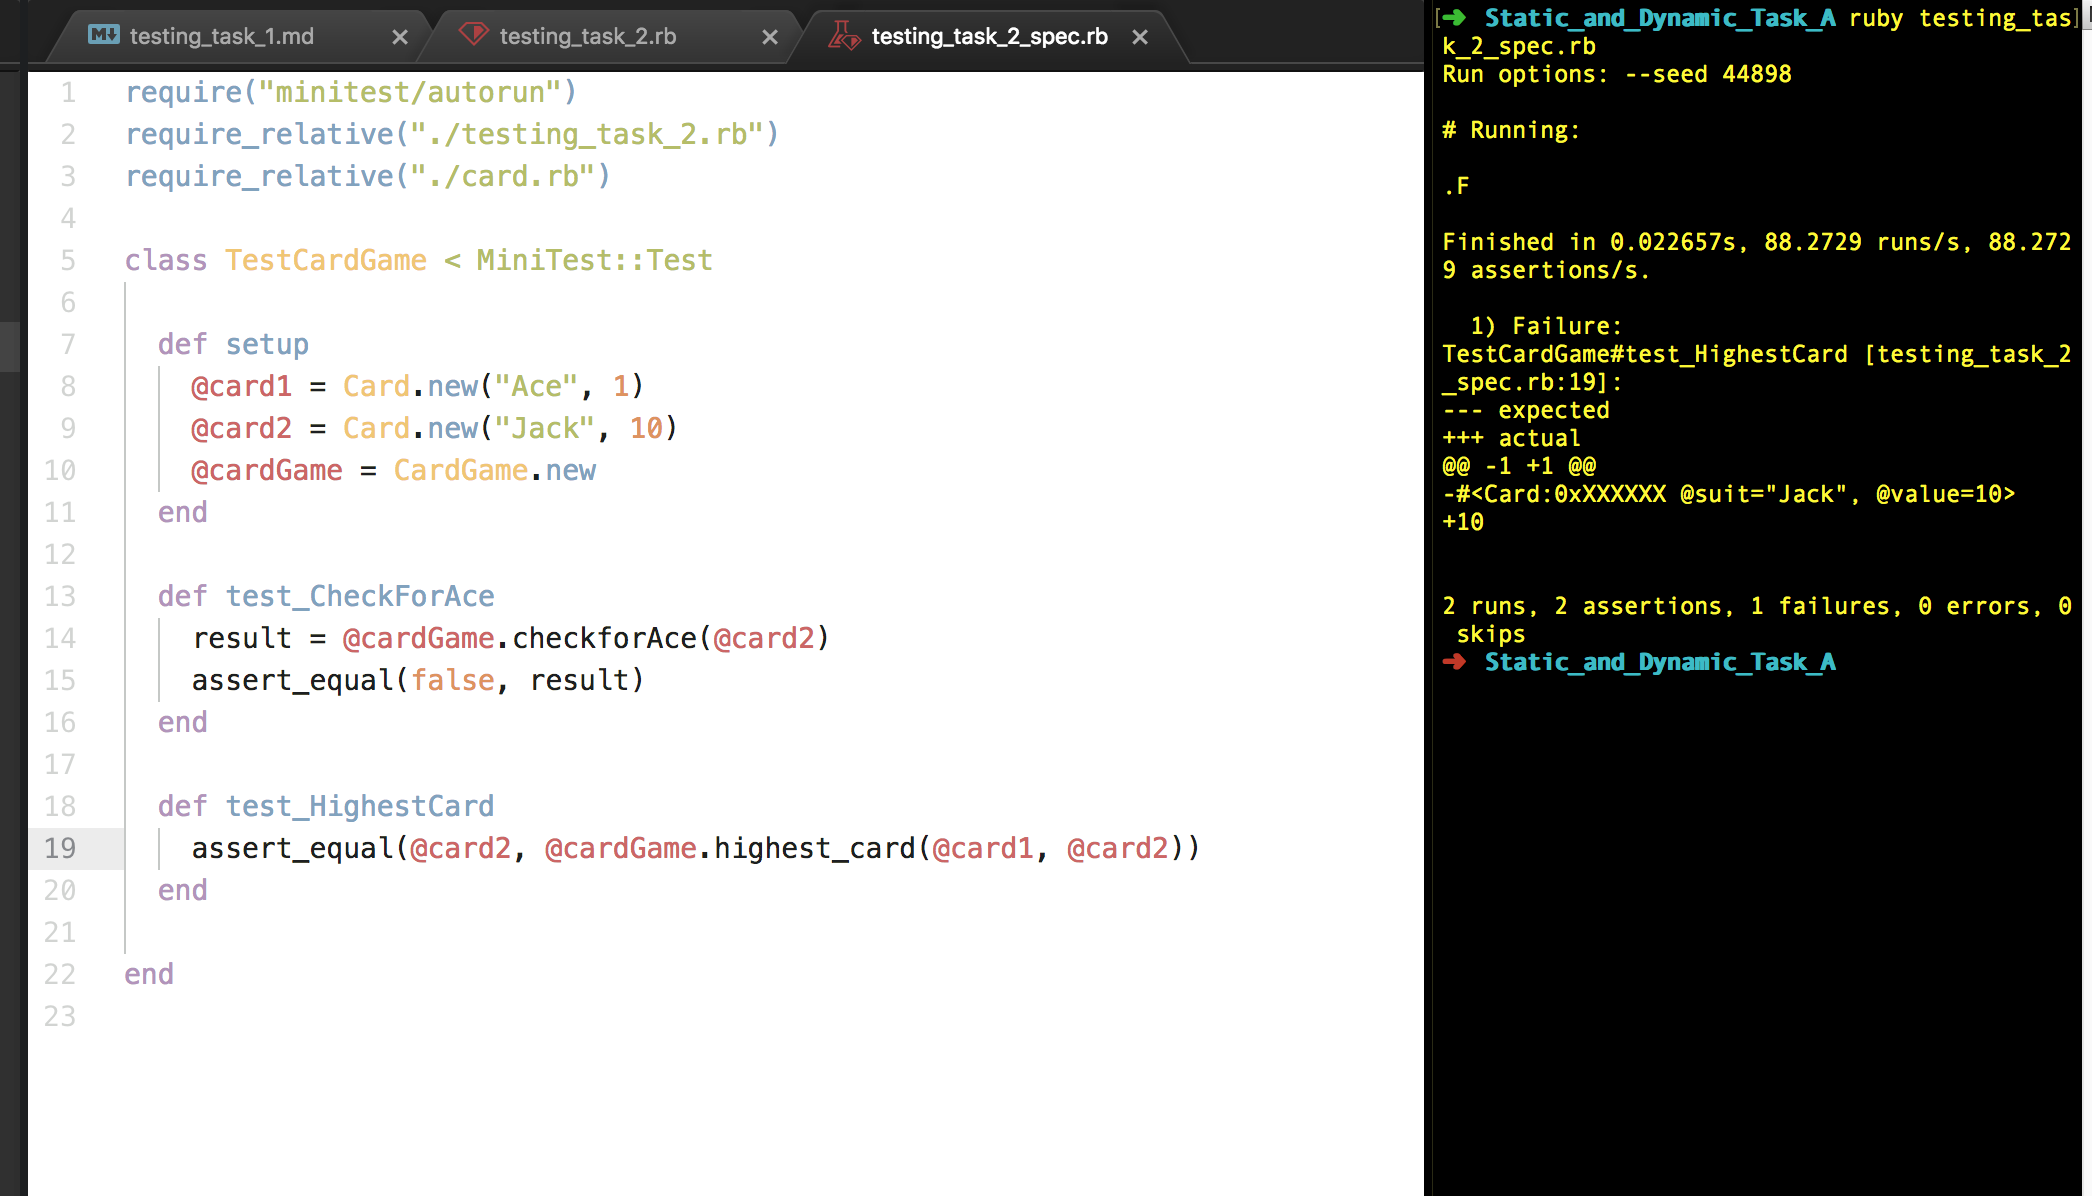 testing_task_1.md
testing_task_2.rb
testing_task_2_spec.rb
1 require("minitest/autorun")
2 require_relative("./testing_task_2.rb")
3 require_relative("./card.rb")
4
5 class TestCardGame < MiniTest::Test
6
7 def setup
8 @card1 = Card.new("Ace", 1)
9 @card2 = Card.new("Jack", 10)
10 @cardGame = CardGame.new
11 end
12
13 def test_CheckForAce
14 result = @cardGame.checkforAce(@card2)
15 assert_equal(false, result)
16 end
17
18 def test_HighestCard
19 assert_equal(@card2, @cardGame.highest_card(@card1, @card2))
20 end
21
22 end
23
[➜ Static_and_Dynamic_Task_A ruby testing_tas]
k_2_spec.rb
Run options: --seed 44898
# Running:
.F
Finished in 0.022657s, 88.2729 runs/s, 88.272
9 assertions/s.
1) Failure:
TestCardGame#test_HighestCard [testing_task_2
_spec.rb:19]:
--- expected
+++ actual
@@ -1 +1 @@
-#<Card:0xXXXXXX @suit="Jack", @value=10>
+10
2 runs, 2 assertions, 1 failures, 0 errors, 0
skips
➜ Static_and_Dynamic_Task_A